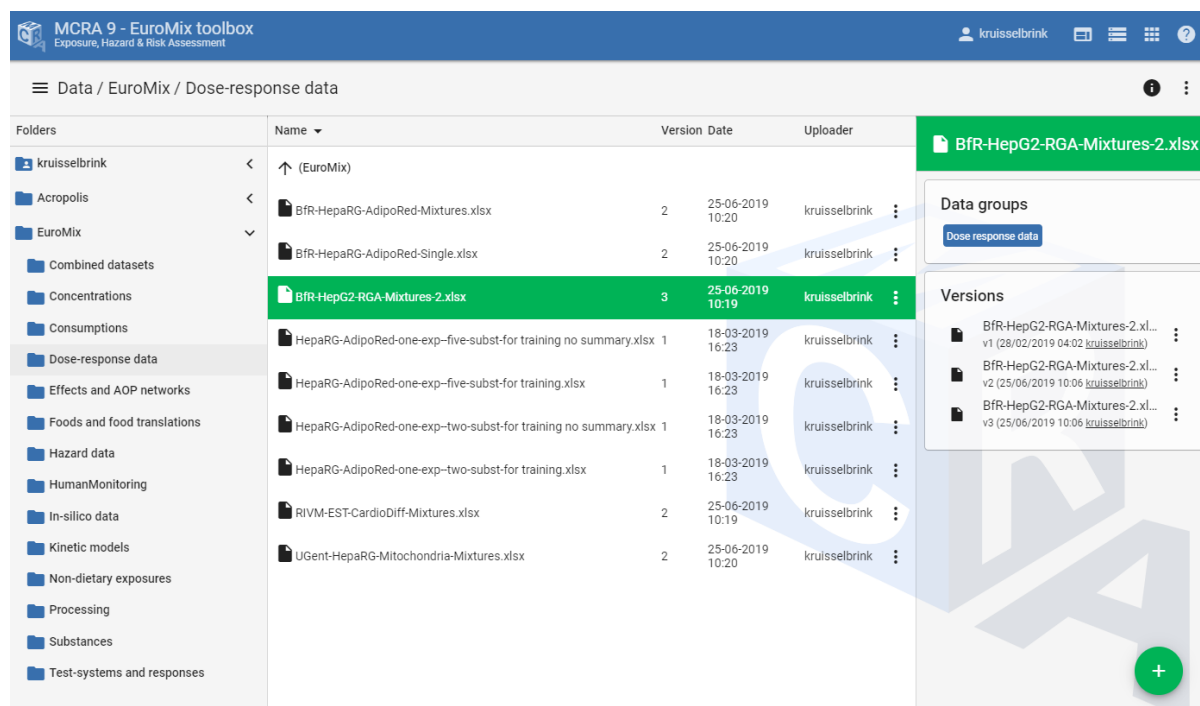 MCRA 9 - EuroMix toolbox
Exposure, Hazard & Risk Assessment
kruisselbrink
?
Data / EuroMix / Dose-response data
Folders
kruisselbrink
Acropolis
EuroMix
Combined datasets
Concentrations
Consumptions
Dose-response data
Effects and AOP networks
Foods and food translations
Hazard data
HumanMonitoring
In-silico data
Kinetic models
Non-dietary exposures
Processing
Substances
Test-systems and responses
Name Version Date Uploader
(EuroMix)
BfR-HepaRG-AdipoRed-Mixtures.xlsx 2 25-06-2019 10:20 kruisselbrink
BfR-HepaRG-AdipoRed-Single.xlsx 2 25-06-2019 10:20 kruisselbrink
BfR-HepG2-RGA-Mixtures-2.xlsx 3 25-06-2019 10:19 kruisselbrink
HepaRG-AdipoRed-one-exp--five-subst-for training no summary.xlsx 1 18-03-2019 16:23 kruisselbrink
HepaRG-AdipoRed-one-exp--five-subst-for training.xlsx 1 18-03-2019 16:23 kruisselbrink
HepaRG-AdipoRed-one-exp--two-subst-for training no summary.xlsx 1 18-03-2019 16:23 kruisselbrink
HepaRG-AdipoRed-one-exp--two-subst-for training.xlsx 1 18-03-2019 16:23 kruisselbrink
RIVM-EST-CardioDiff-Mixtures.xlsx 2 25-06-2019 10:19 kruisselbrink
UGent-HepaRG-Mitochondria-Mixtures.xlsx 2 25-06-2019 10:20 kruisselbrink
BfR-HepG2-RGA-Mixtures-2.xlsx
Data groups
Dose response data
Versions
BfR-HepG2-RGA-Mixtures-2.xl...
v1 (28/02/2019 04:02 kruisselbrink)
BfR-HepG2-RGA-Mixtures-2.xl...
v2 (25/06/2019 10:06 kruisselbrink)
BfR-HepG2-RGA-Mixtures-2.xl...
v3 (25/06/2019 10:06 kruisselbrink)
CRA
+